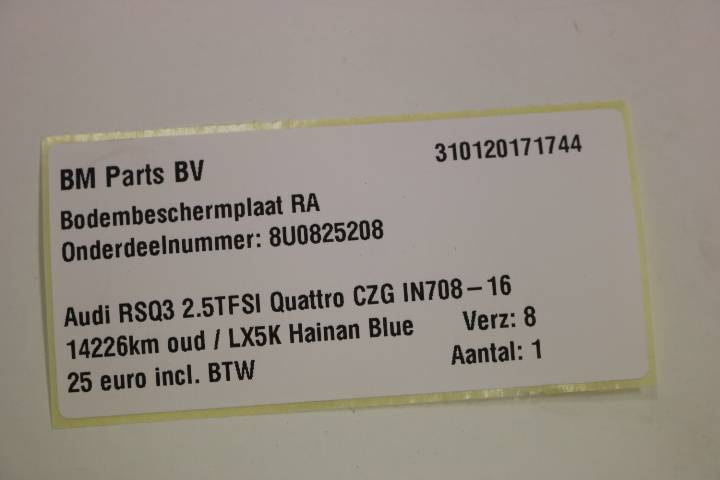 BM Parts BV 310120171744
Bodembeschermplaat RA
Onderdeelnummer: 8U0825208
Audi RSQ3 2.5TFSI Quattro CZG IN708-16
14226km oud / LX5K Hainan Blue Verz: 8
25 euro incl. BTW Aantal: 1